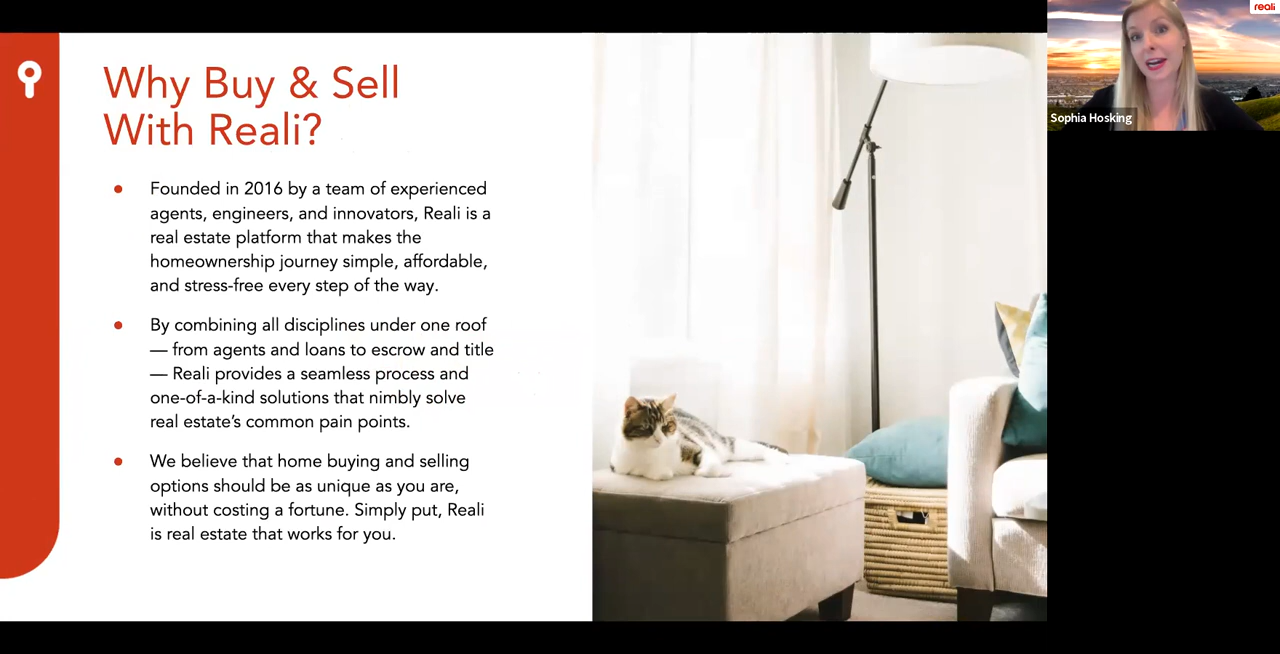 Why Buy & Sell
With Reali?
Founded in 2016 by a team of experienced
agents, engineers, and innovators, Reali is a
real estate platform that makes the
homeownership journey simple, affordable,
and stress-free every step of the way.
By combining all disciplines under one roof
— from agents and loans to escrow and title
— Reali provides a seamless process and
one-of-a-kind solutions that nimbly solve
real estate’s common pain points.
We believe that home buying and selling
options should be as unique as you are,
without costing a fortune. Simply put, Reali
is real estate that works for you.
reali
Sophia Hosking